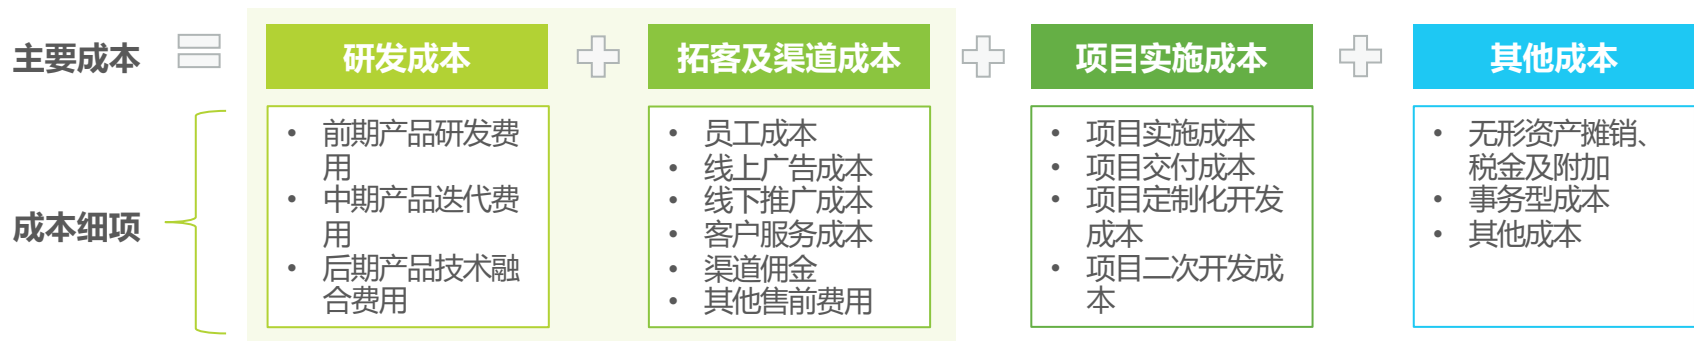 主要成本
研发成本
拓客及渠道成本
项目实施成本
其他成本
成本细项
• 前期产品研发费
用
• 中期产品迭代费
用
• 后期产品技术融
合费用
• 员工成本
• 线上广告成本
• 线下推广成本
• 客户服务成本
• 渠道佣金
• 其他售前费用
• 项目实施成本
• 项目交付成本
• 项目定制化开发
成本
• 项目二次开发成
本
• 无形资产摊销、
税金及附加
• 事务型成本
• 其他成本